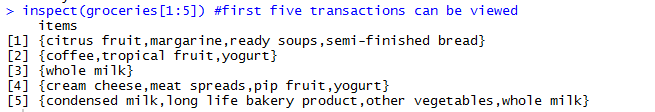 > inspect(groceries[1:5]) #first five transactions can be viewed
items
[1] {citrus fruit,margarine,ready soups,semi-finished bread}
[2] {coffee,tropical fruit,yogurt}
[3] {whole milk}
[4] {cream cheese,meat spreads,pip fruit,yogurt}
[5] {condensed milk,long life bakery product,other vegetables,whole milk}